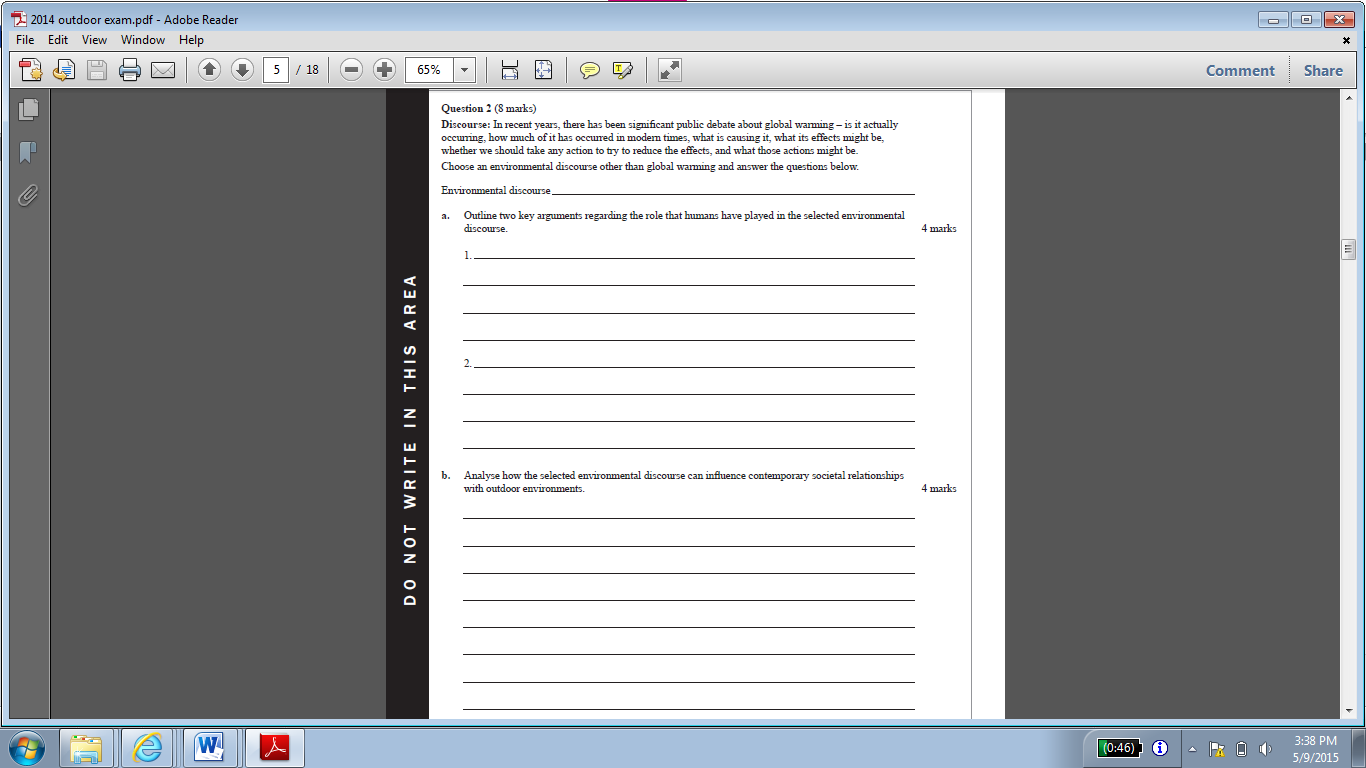 2014 outdoor exam.pdf - Adobe Reader
File Edit View Window Help
5 / 18 65% Comment Share
Question 2 (8 marks)
Discourse: In recent years, there has been significant public debate about global warming – is it actually
occurring, how much of it has occurred in modern times, what is causing it, what its effects might be,
whether we should take any action to try to reduce the effects, and what those actions might be.
Choose an environmental discourse other than global warming and answer the questions below.
Environmental discourse
a. Outline two key arguments regarding the role that humans have played in the selected environmental
discourse. 4 marks
1.
2.
b. Analyse how the selected environmental discourse can influence contemporary societal relationships
with outdoor environments. 4 marks
DO NOT WRITE IN THIS AREA
(0:46)
3:38 PM
5/9/2015